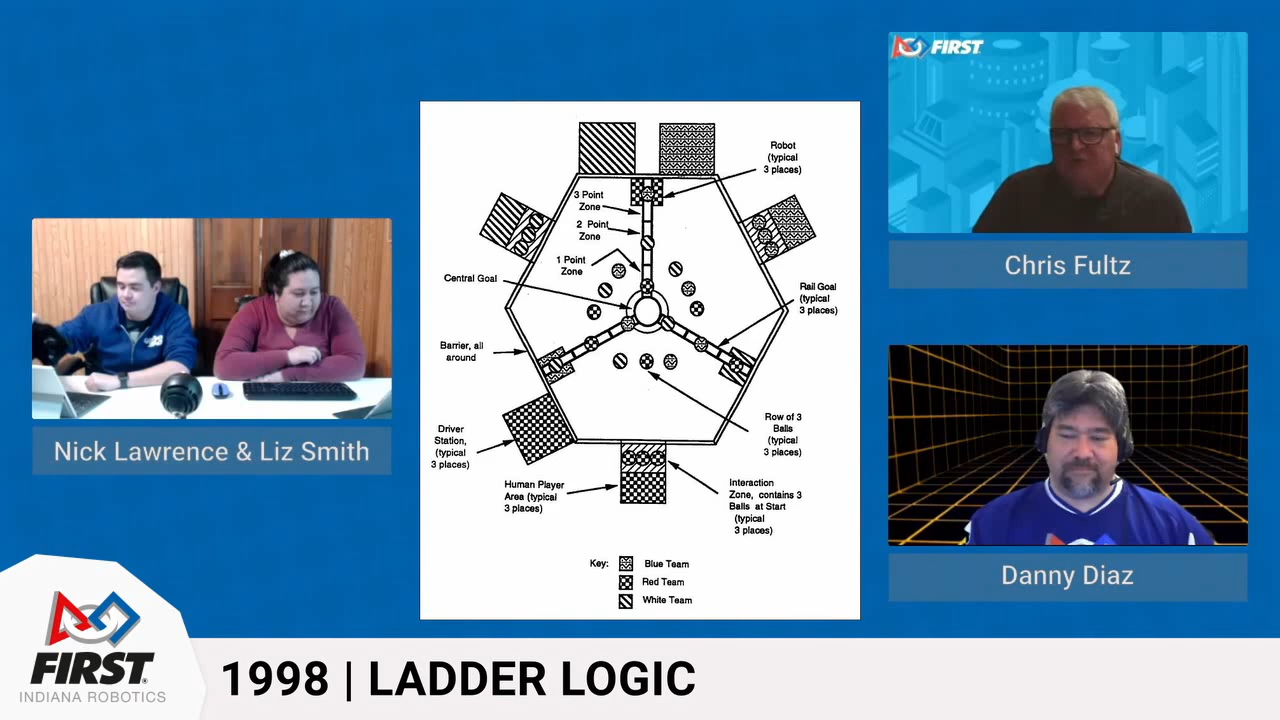 FIRST
Robot
(typical
3 places)
3 Point
Zone
2 Point
Zone
1 Point
Zone
Central Goal
Rail Goal
(typical
3 places)
Barrier, all
around
Driver
Station,
(typical
3 places)
Row of 3
Balls
(typical
3 places)
Human Player
Area (typical
3 places)
Interaction
Zone, contains 3
Balls at Start
(typical
3 places)
Key:
Blue Team
Red Team
White Team
Nick Lawrence & Liz Smith
Chris Fultz
Danny Diaz
FIRST
INDIANA ROBOTICS
1998 | LADDER LOGIC